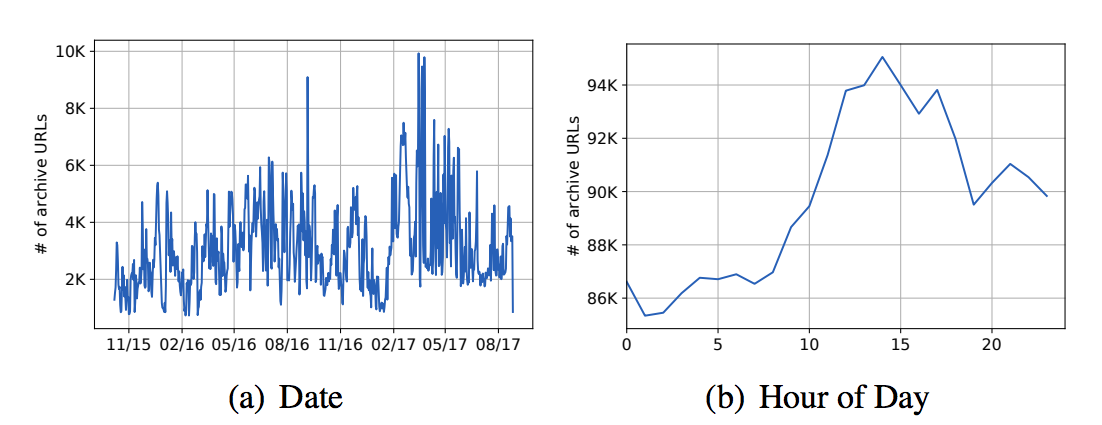 # of archive URLs
10K
8K
6K
4K
2K
11/15 02/16 05/16 08/16 11/16 02/17 05/17 08/17
(a) Date
# of archive URLs
94K
92K
90K
88K
86K
0 5 10 15 20
(b) Hour of Day